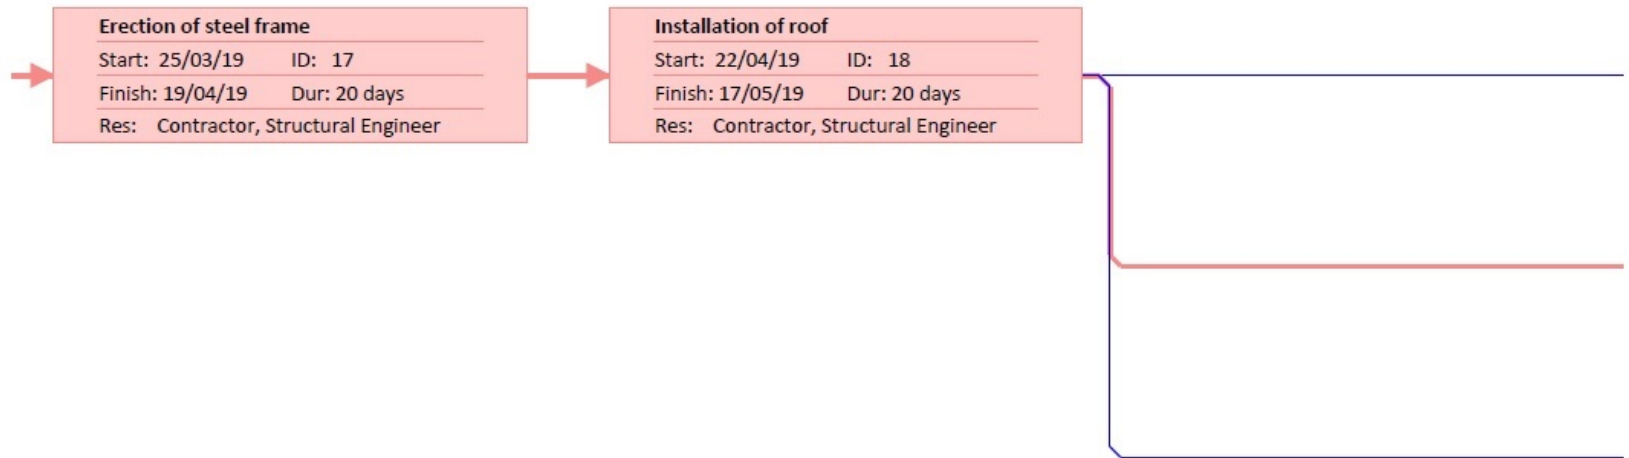 Erection of steel frame
Start: 25/03/19 ID: 17
Finish: 19/04/19 Dur: 20 days
Res: Contractor, Structural Engineer
Installation of roof
Start: 22/04/19 ID: 18
Finish: 17/05/19 Dur: 20 days
Res: Contractor, Structural Engineer